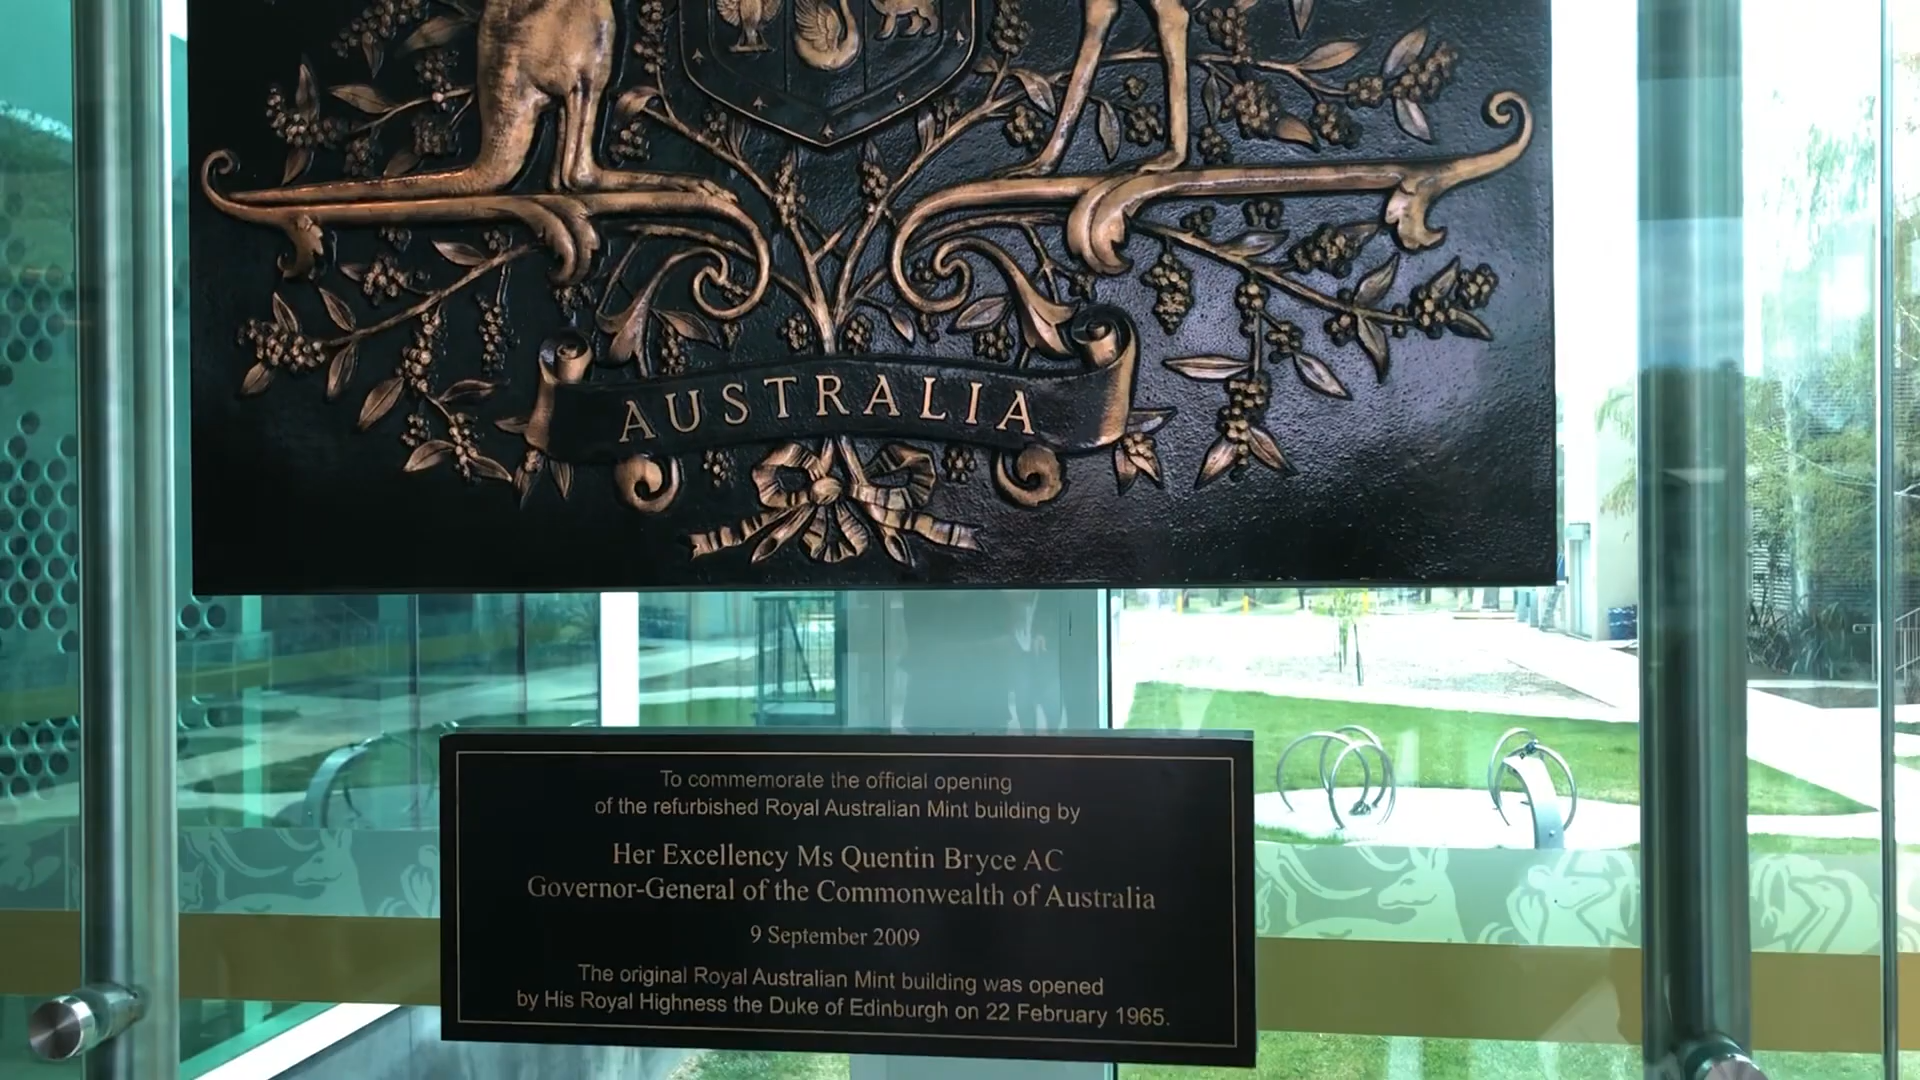 AUSTRALIA
To commemorate the official opening
of the refurbished Royal Australian Mint building by
Her Excellency Ms Quentin Bryce AC
Governor-General of the Commonwealth of Australia
9 September 2009
The original Royal Australian Mint building was opened
by His Royal Highness the Duke of Edinburgh on 22 February 1965.